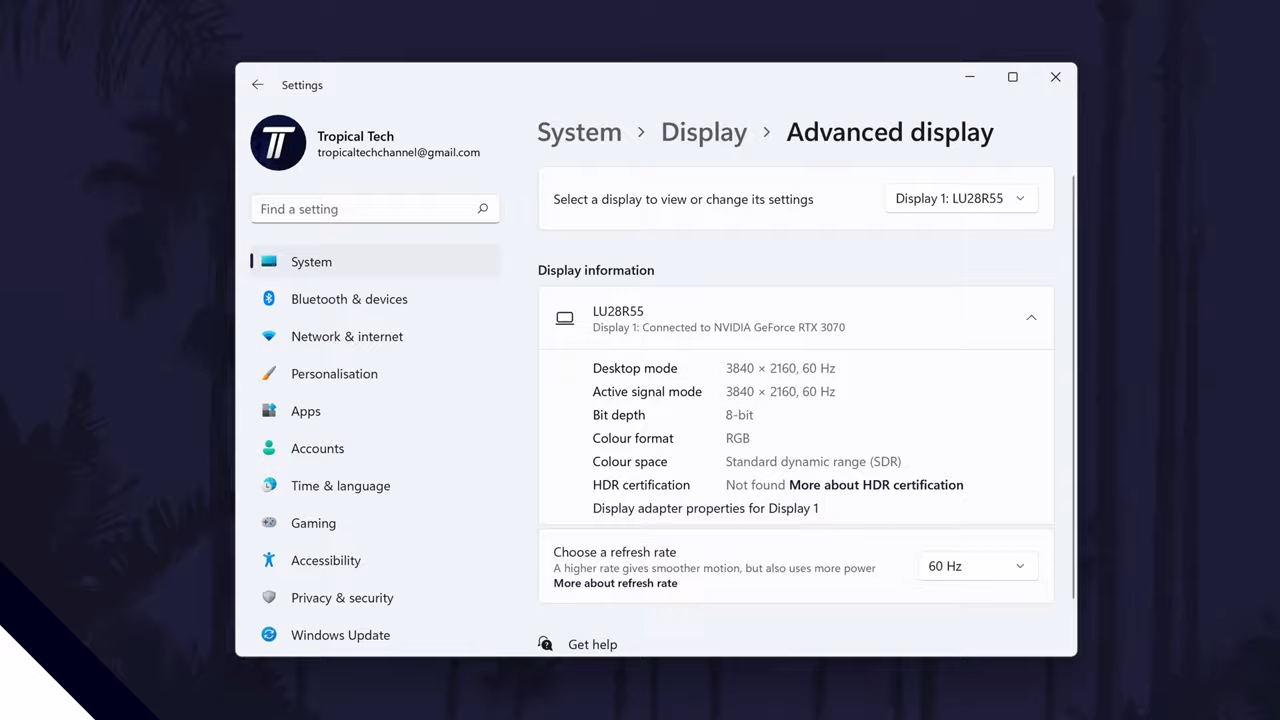 Settings
Tropical Tech
tropicaltechchannel@gmail.com
Find a setting
System
Bluetooth & devices
Network & internet
Personalisation
Apps
Accounts
Time & language
Gaming
Accessibility
Privacy & security
Windows Update
System > Display > Advanced display
Select a display to view or change its settings
Display 1: LU28R55
Display information
LU28R55
Display 1: Connected to NVIDIA GeForce RTX 3070
Desktop mode 3840 × 2160, 60 Hz
Active signal mode 3840 × 2160, 60 Hz
Bit depth 8-bit
Colour format RGB
Colour space Standard dynamic range (SDR)
HDR certification Not found More about HDR certification
Display adapter properties for Display 1
Choose a refresh rate
A higher rate gives smoother motion, but also uses more power
More about refresh rate
60 Hz
Get help